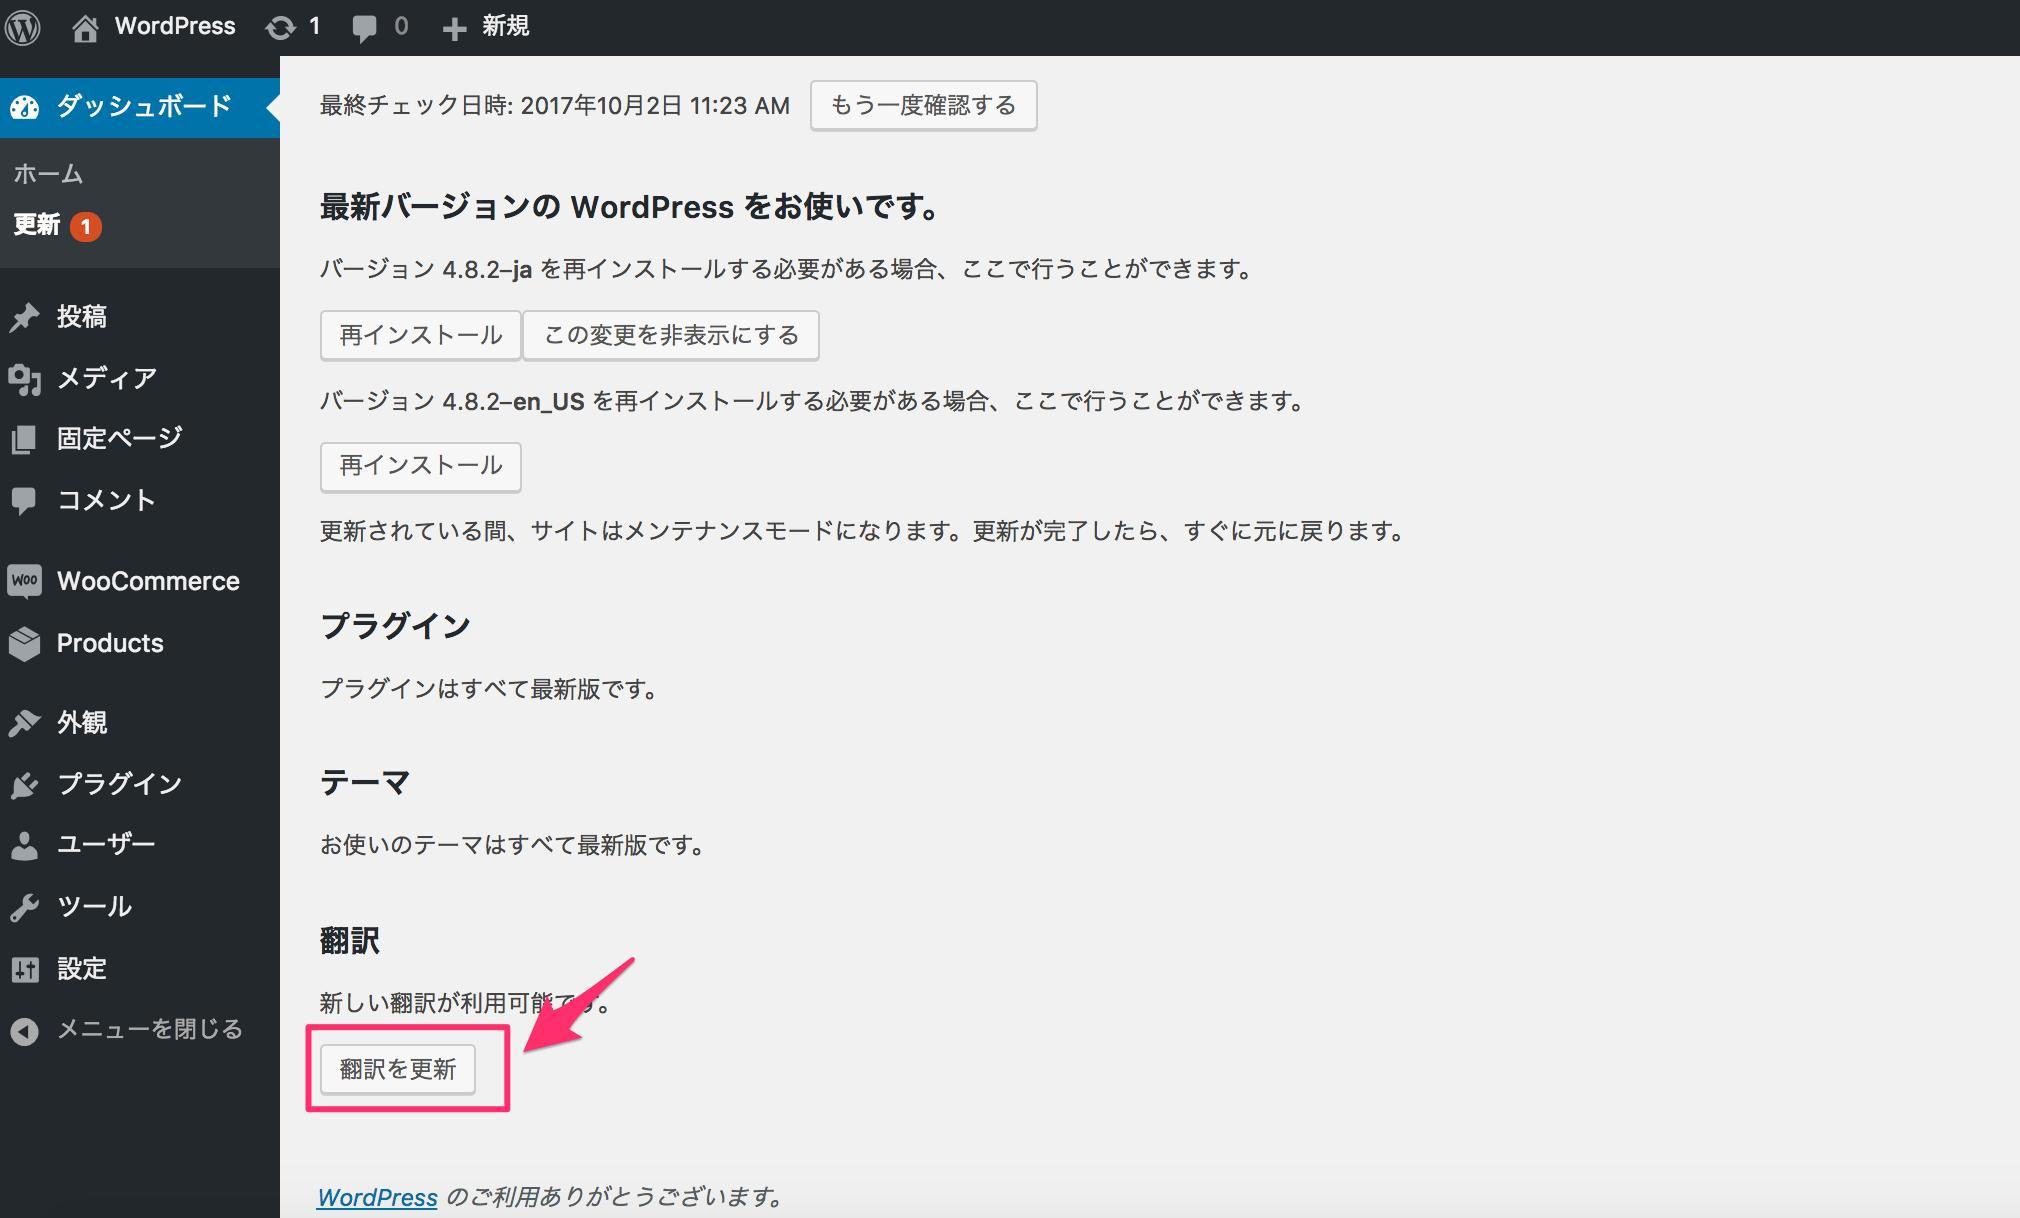 WordPress 1 0 新規
ダッシュボード
ホーム
更新 1
投稿
メディア
固定ページ
コメント
WooCommerce
Products
外観
プラグイン
ユーザー
ツール
設定
メニューを閉じる
最終チェック日時: 2017年10月2日 11:23 AM もう一度確認する
最新バージョンの WordPress をお使いです。
バージョン 4.8.2–ja を再インストールする必要がある場合、ここで行うことができます。
再インストール この変更を非表示にする
バージョン 4.8.2–en_US を再インストールする必要がある場合、ここで行うことができます。
再インストール
更新されている間、サイトはメンテナンスモードになります。更新が完了したら、すぐに元に戻ります。
プラグイン
プラグインはすべて最新版です。
テーマ
お使いのテーマはすべて最新版です。
翻訳
新しい翻訳が利用可能です。
翻訳を更新
WordPress のご利用ありがとうございます。